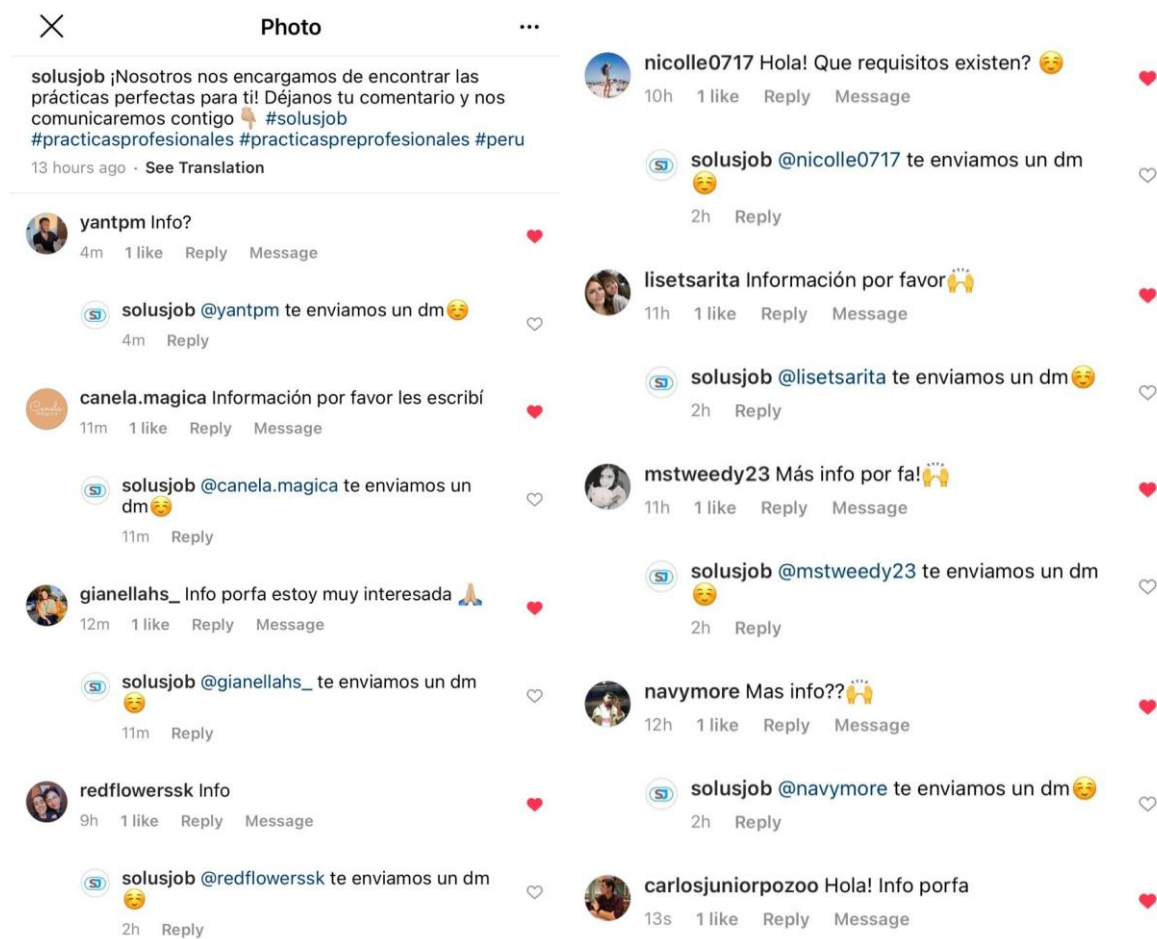 Photo
solusjob ¡Nosotros nos encargamos de encontrar las
prácticas perfectas para ti! Déjanos tu comentario y nos
comunicaremos contigo 👇🏼 #solusjob
#practicasprofesionales #practicaspreprofesionales #peru
13 hours ago · See Translation
yantpm Info?
4m 1 like Reply Message
SJ
solusjob @yantpm te enviamos un dm☺️
4m Reply
Canela
canela.magica Información por favor les escribí
11m 1 like Reply Message
SJ
solusjob @canela.magica te enviamos un
dm☺️
11m Reply
gianellahs_ Info porfa estoy muy interesada 🙏🏼
12m 1 like Reply Message
SJ
solusjob @gianellahs_ te enviamos un dm
☺️
11m Reply
redflowerssk Info
9h 1 like Reply Message
SJ
solusjob @redflowerssk te enviamos un dm
☺️
2h Reply
nicolle0717 Hola! Que requisitos existen? ☺️
10h 1 like Reply Message
SJ
solusjob @nicolle0717 te enviamos un dm
☺️
2h Reply
lisetsarita Información por favor🙌
11h 1 like Reply Message
SJ
solusjob @lisetsarita te enviamos un dm☺️
2h Reply
mstweedy23 Más info por fa!🙌
11h 1 like Reply Message
SJ
solusjob @mstweedy23 te enviamos un dm
☺️
2h Reply
navymore Mas info??🙌
12h 1 like Reply Message
SJ
solusjob @navymore te enviamos un dm☺️
2h Reply
carlosjuniorpozoo Hola! Info porfa
13s 1 like Reply Message